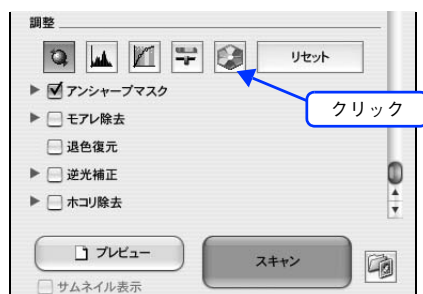 調整
リセット
アンシャープマスク
クリック
モアレ除去
退色復元
逆光補正
ホコリ除去
プレビュー
スキャン
サムネイル表示